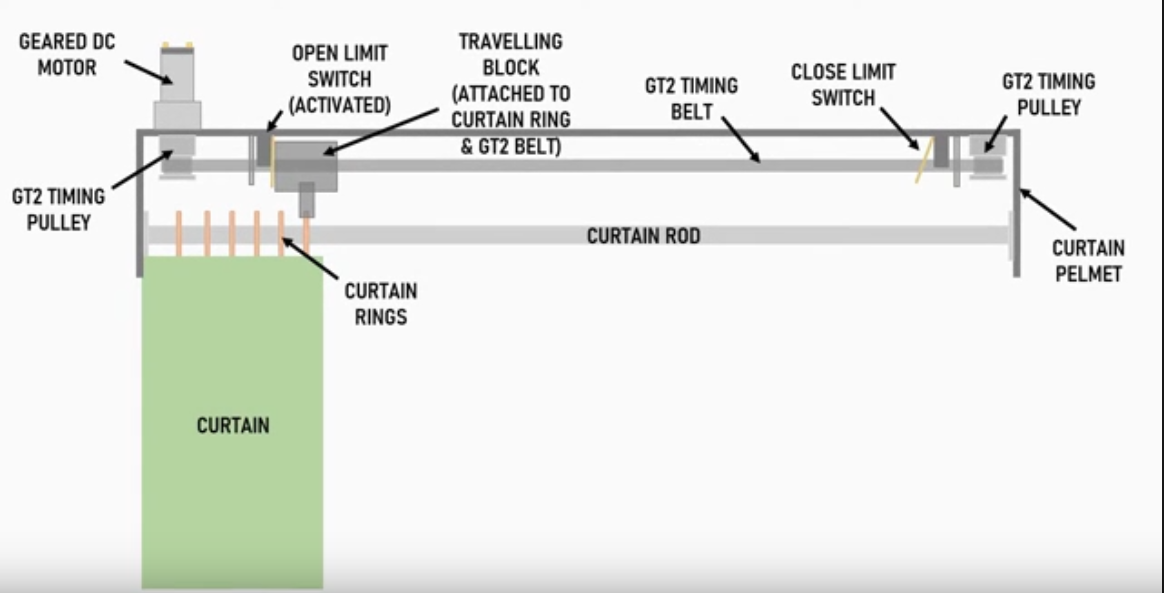 GEARED DC
MOTOR
OPEN LIMIT
SWITCH
(ACTIVATED)
TRAVELLING
BLOCK
(ATTACHED TO
CURTAIN RING
& GT2 BELT)
GT2 TIMING
BELT
CLOSE LIMIT
SWITCH
GT2 TIMING
PULLEY
GT2 TIMING
PULLEY
CURTAIN ROD
CURTAIN
PELMET
CURTAIN
RINGS
CURTAIN